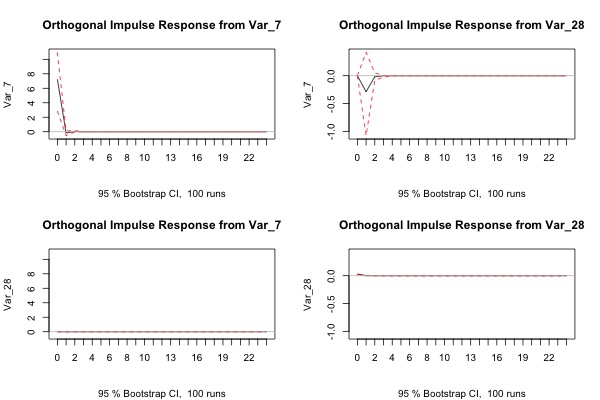 Orthogonal Impulse Response from Var_7
Var_7
0 2 4 6 8
0 2 4 6 8 10 13 16 19 22
95 % Bootstrap CI, 100 runs
Orthogonal Impulse Response from Var_28
Var_7
-1.0 -0.5 0.0
0 2 4 6 8 10 13 16 19 22
95 % Bootstrap CI, 100 runs
Orthogonal Impulse Response from Var_7
Var_28
0 2 4 6 8
0 2 4 6 8 10 13 16 19 22
95 % Bootstrap CI, 100 runs
Orthogonal Impulse Response from Var_28
Var_28
-1.0 -0.5 0.0
0 2 4 6 8 10 13 16 19 22
95 % Bootstrap CI, 100 runs